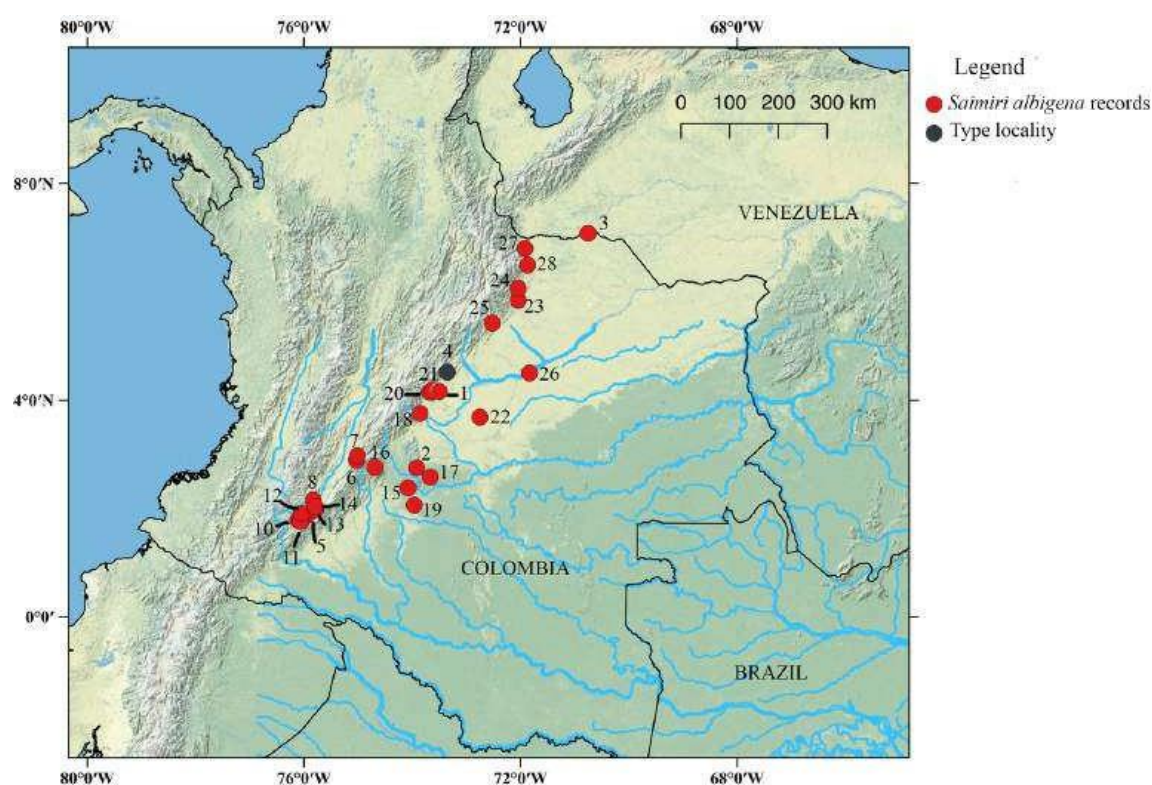 80°0'W 76°0'W 72°0'W 68°0'W
Legend
Saimiri albigena records
Type locality
0 100 200 300 km
8°0'N
VENEZUELA
3
27
28
24
23
25
4
21
26
20 1
4°0'N
18 22
7
16 2
6 17
15
8
12 14 19
10 13
11 5
COLOMBIA
0°0'
BRAZIL
80°0'W 76°0'W 72°0'W 68°0'W